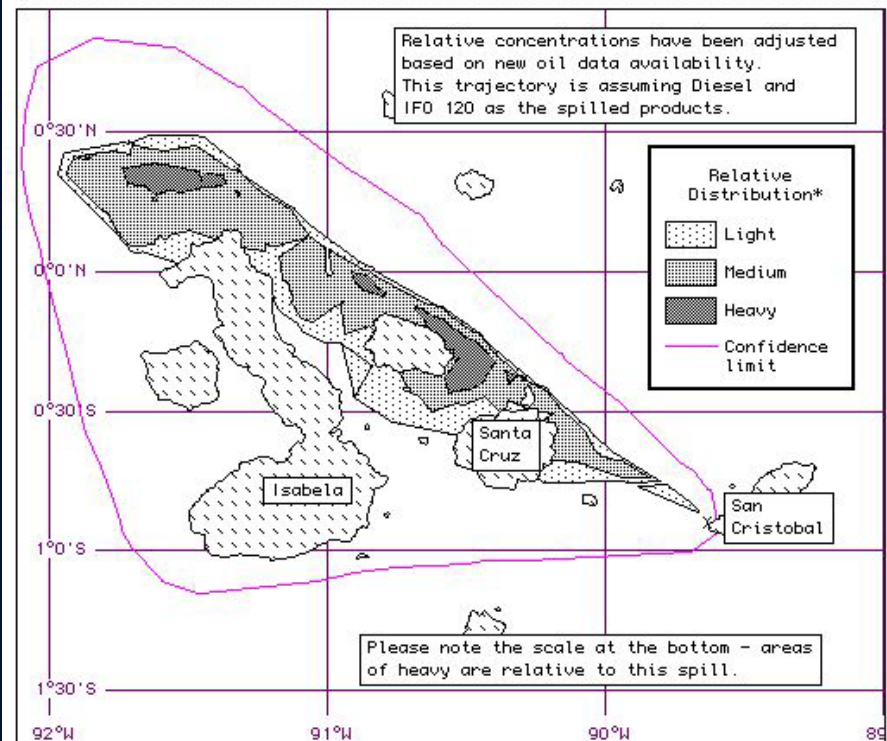 Relative concentrations have been adjusted
based on new oil data availability.
This trajectory is assuming Diesel and
IFO 120 as the spilled products.
0°30'N
Relative
Distribution*
Light
Medium
0°0'N
Heavy
Confidence
limit
0°30'S
Santa
Cruz
Isabela
San
Cristobal
1°0'S
Please note the scale at the bottom - areas
of heavy are relative to this spill.
1°30'S
92°W
91°W
90°W
89